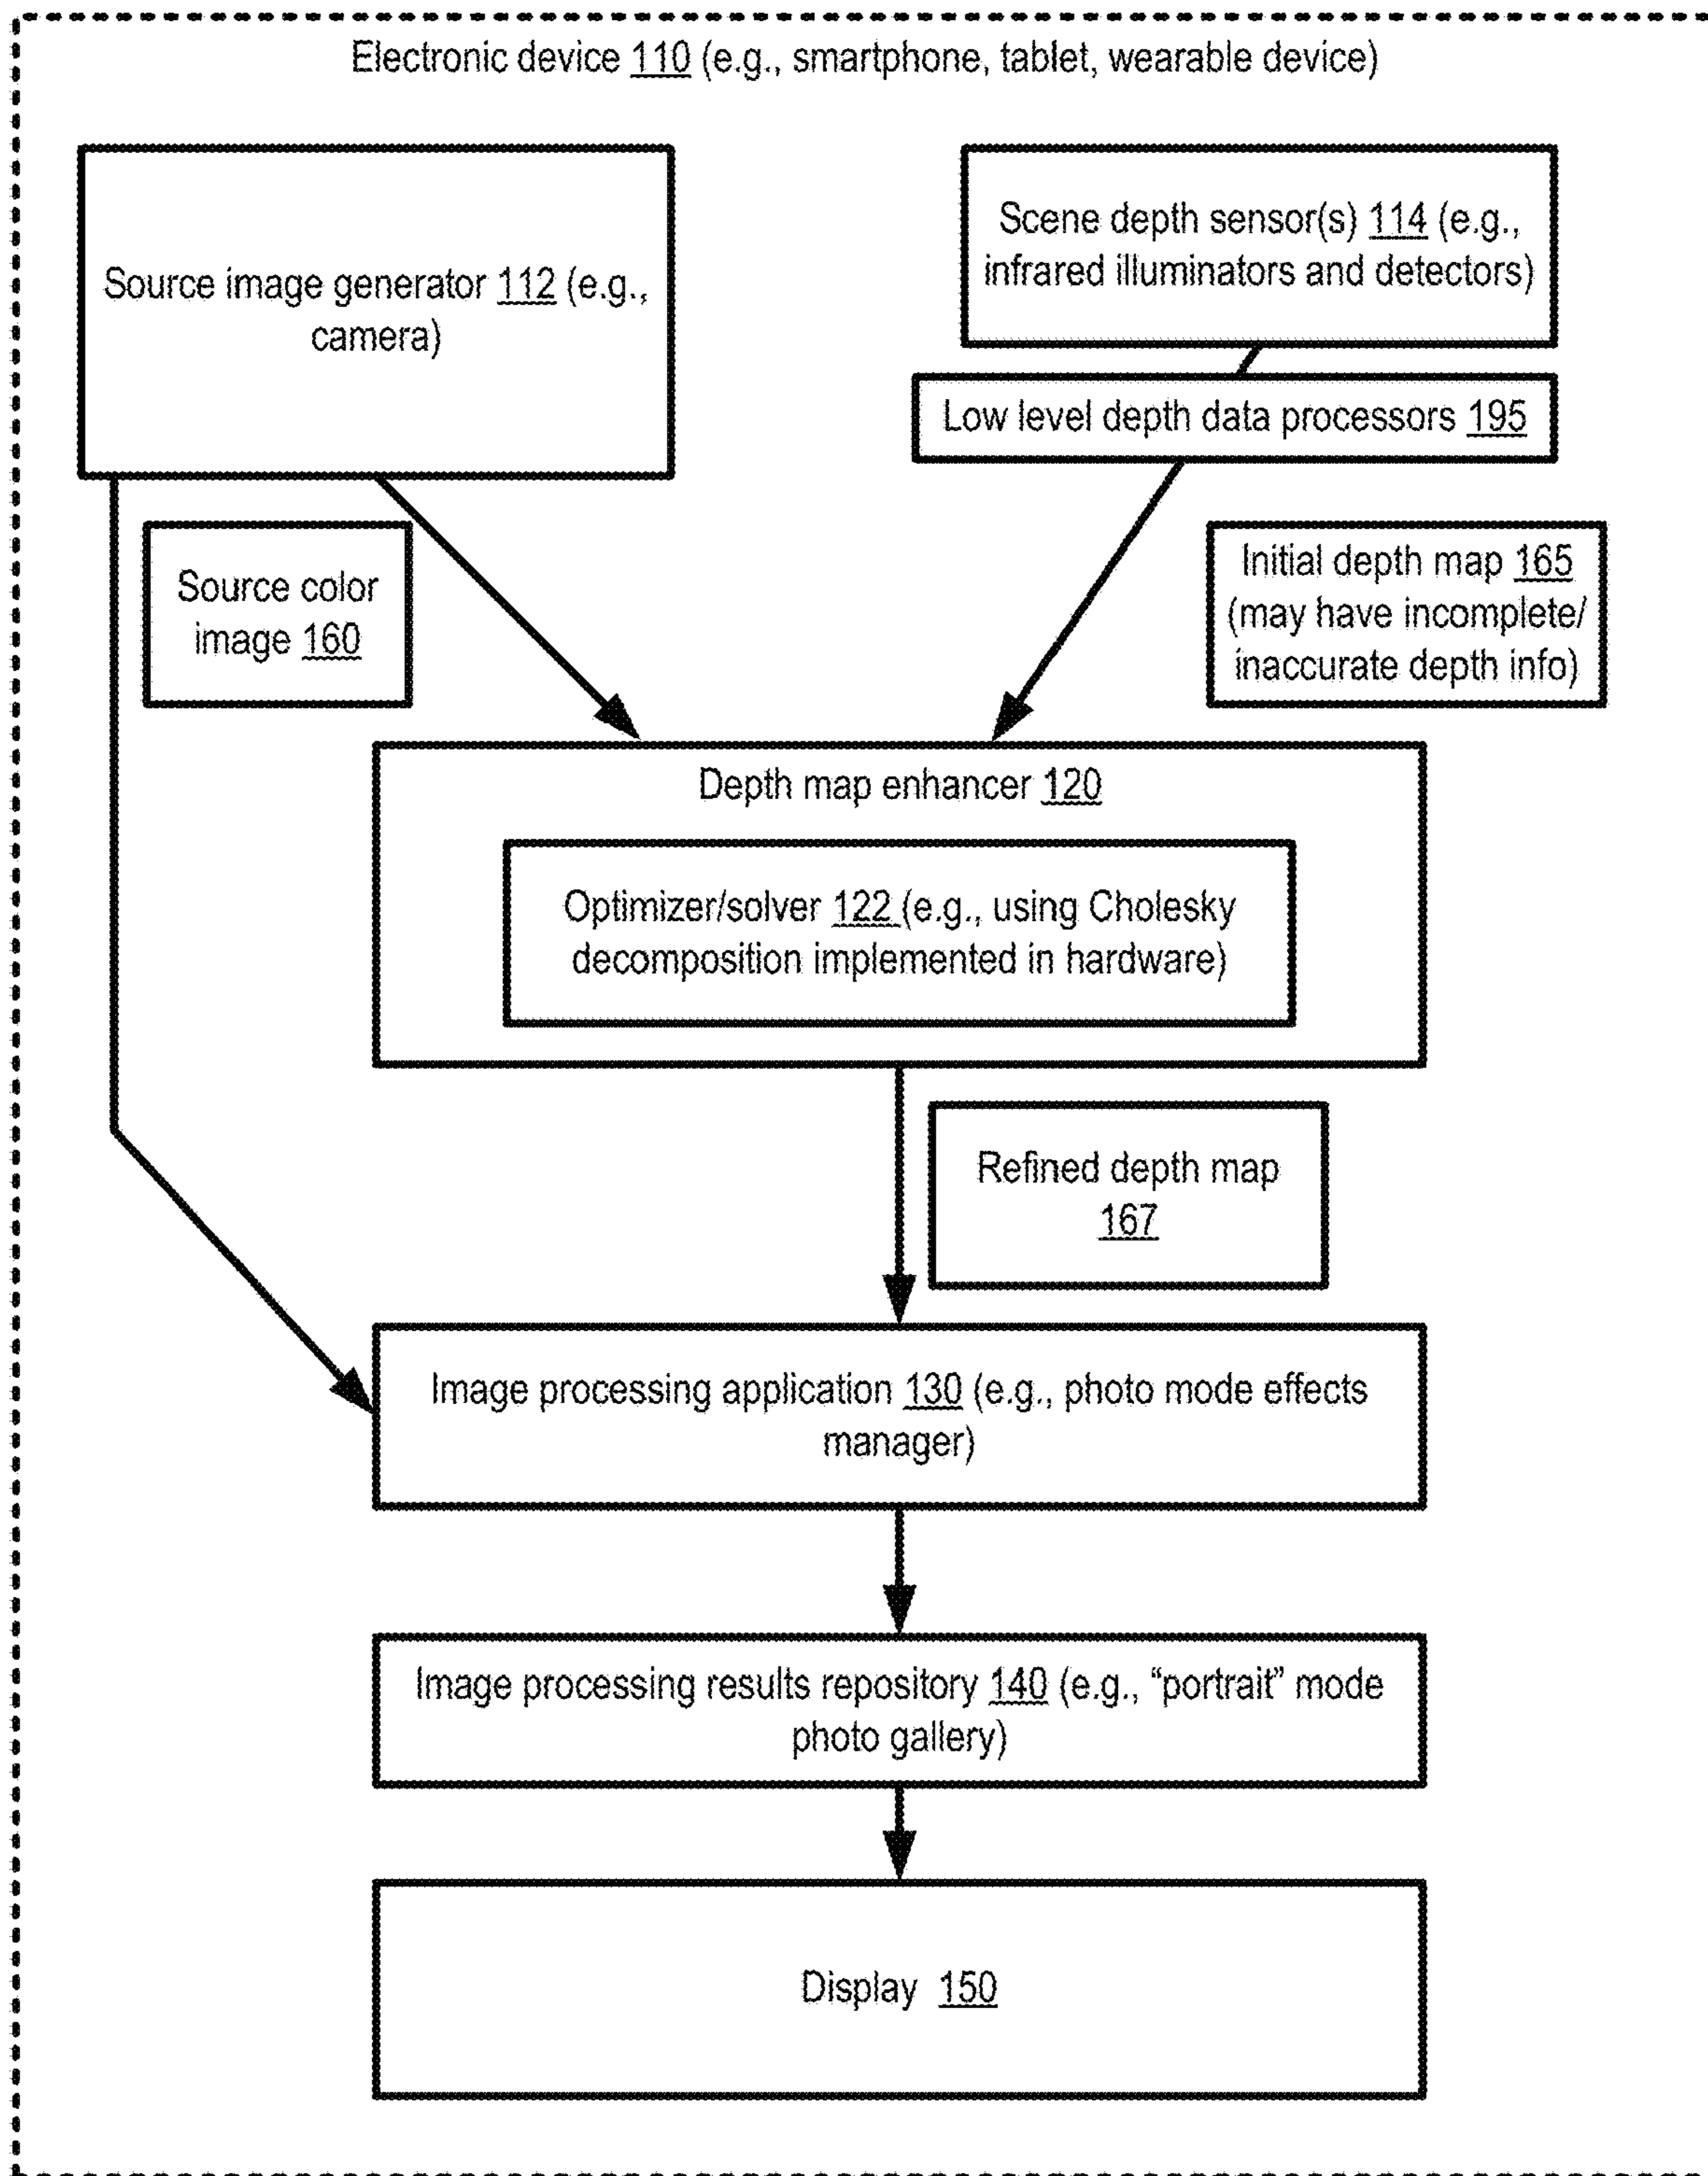 Electronic device 110 (e.g., smartphone, tablet, wearable device)
Source image generator 112 (e.g.,
camera)
Scene depth sensor(s) 114 (e.g.,
infrared illuminators and detectors)
Low level depth data processors 195
Source color
image 160
Initial depth map 165
(may have incomplete/
inaccurate depth info)
Depth map enhancer 120
Optimizer/solver 122 (e.g., using Cholesky
decomposition implemented in hardware)
Refined depth map
167
Image processing application 130 (e.g., photo mode effects
manager)
Image processing results repository 140 (e.g., “portrait” mode
photo gallery)
Display 150